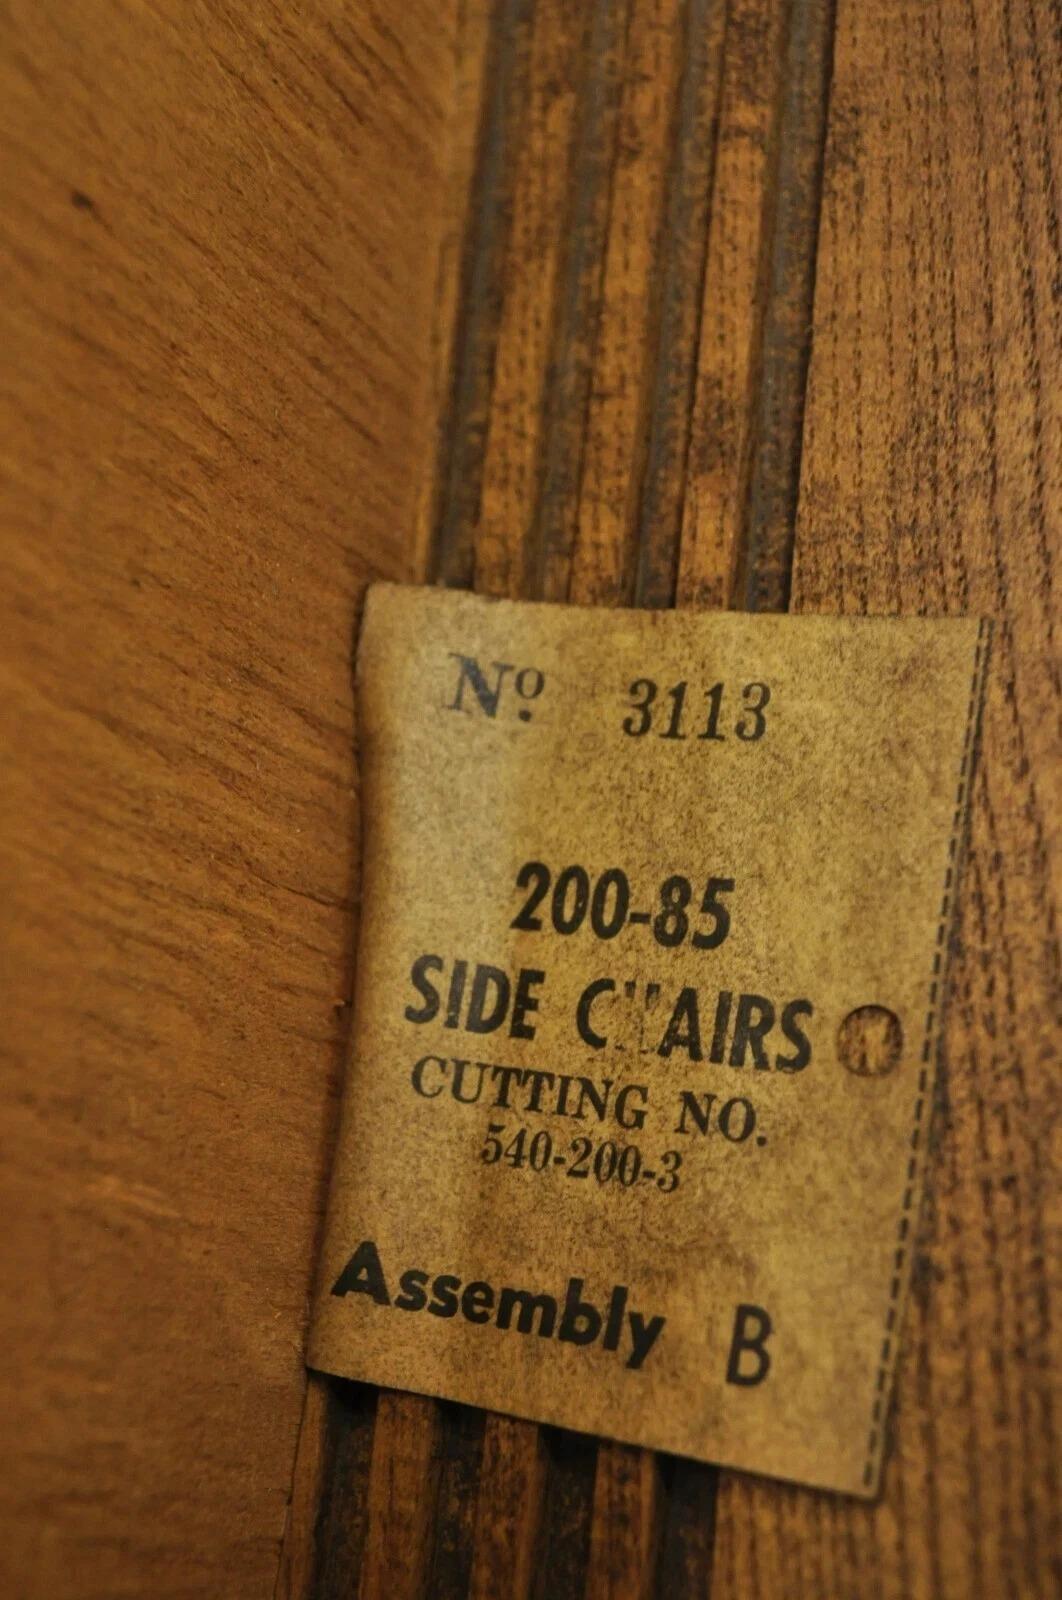 Nº 3113
200-85
SIDE CHAIRS
CUTTING NO.
540-200-3
Assembly B